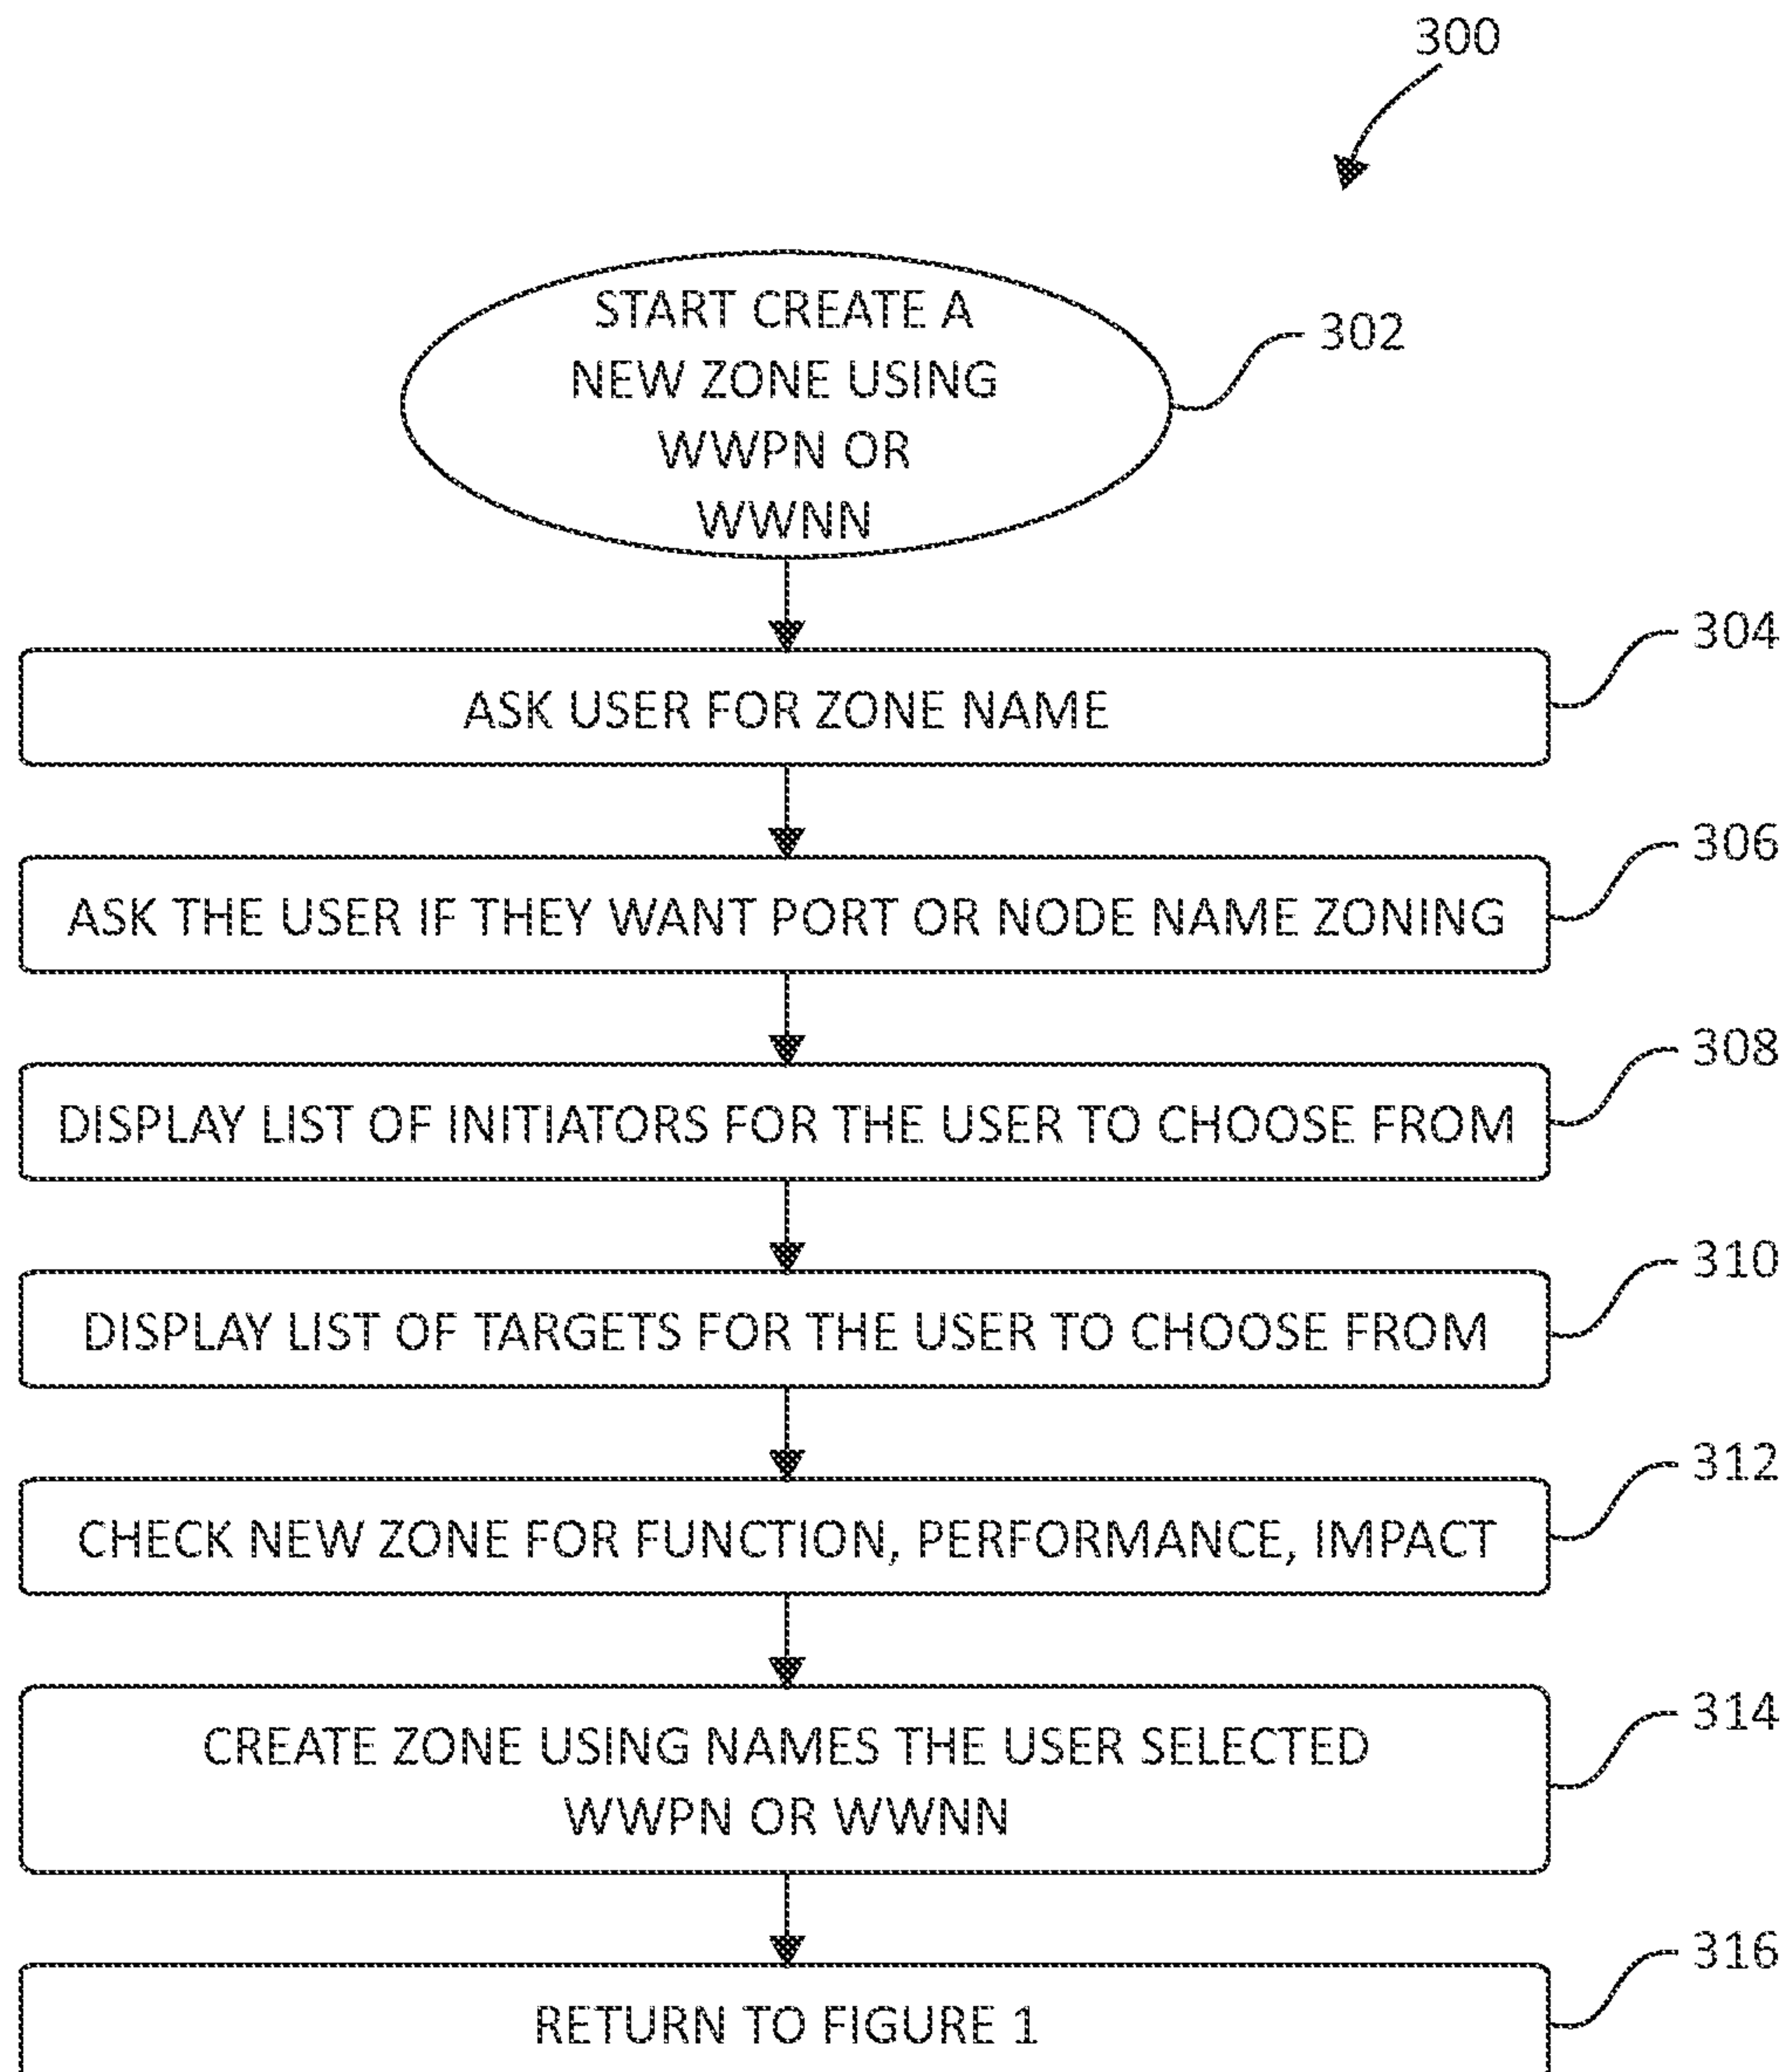 300
START CREATE A
NEW ZONE USING
WWPN OR
WWNN
302
304
ASK USER FOR ZONE NAME
306
ASK THE USER IF THEY WANT PORT OR NODE NAME ZONING
308
DISPLAY LIST OF INITIATORS FOR THE USER TO CHOOSE FROM
310
DISPLAY LIST OF TARGETS FOR THE USER TO CHOOSE FROM
312
CHECK NEW ZONE FOR FUNCTION, PERFORMANCE, IMPACT
314
CREATE ZONE USING NAMES THE USER SELECTED
WWPN OR WWNN
316
RETURN TO FIGURE 1